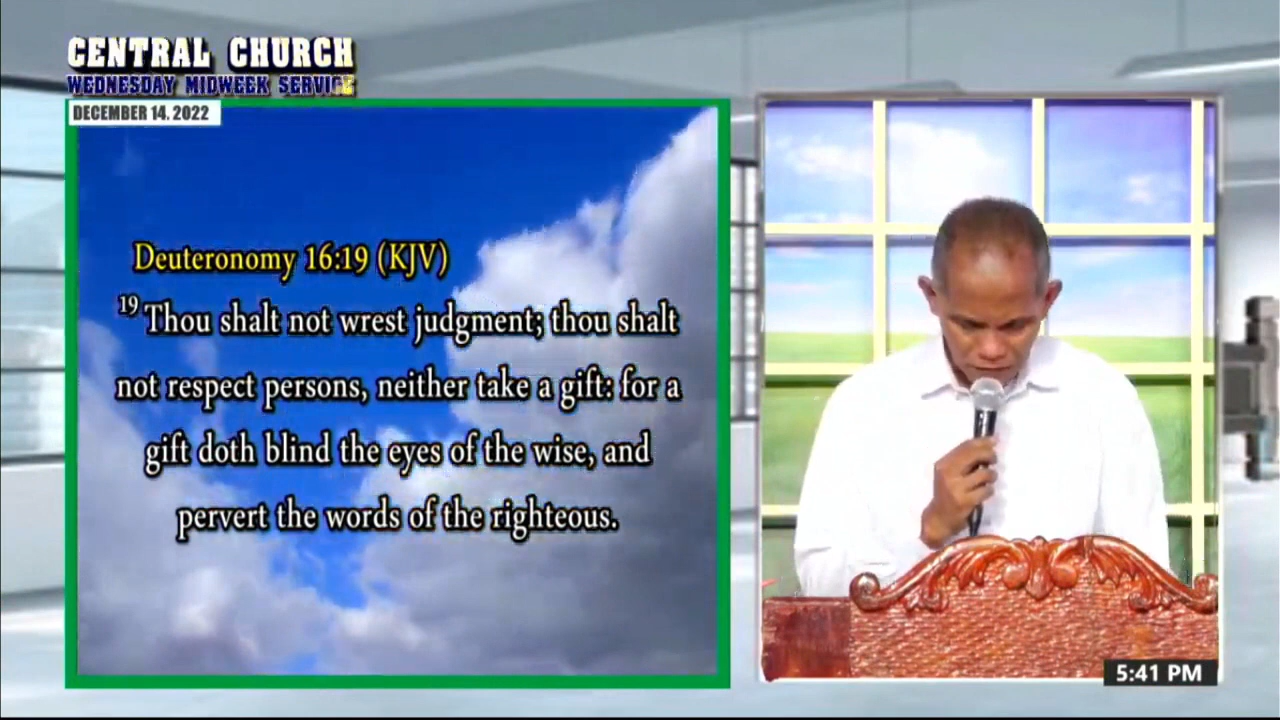 CENTRAL CHURCH
WEDNESDAY MIDWEEK SERVICE
DECEMBER 14. 2022
Deuteronomy 16:19 (KJV)
19 Thou shalt not wrest judgment; thou shalt
not respect persons, neither take a gift: for a
gift doth blind the eyes of the wise, and
pervert the words of the righteous.
5:41 PM